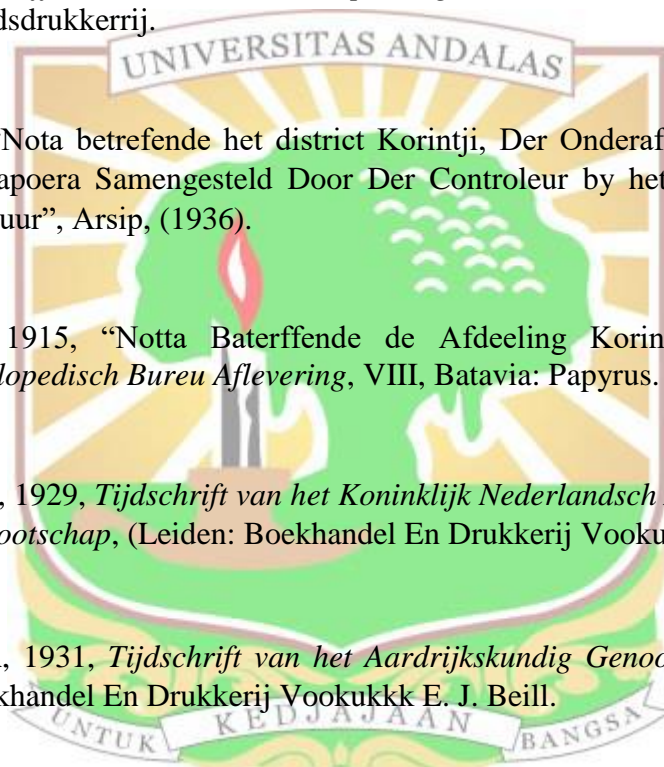 dsdrukkerrij.
UNIVERSITAS ANDALAS
“Nota betrefende het district Korintji, Der Onderaf
apoera Samengesteld Door Der Controleur by het
uur”, Arsip, (1936).
1915, “Notta Baterffende de Afdeeling Korin
lopedisch Bureu Aflevering, VIII, Batavia: Papyrus.
, 1929, Tijdschrift van het Koninklijk Nederlandsch
ootschap, (Leiden: Boekhandel En Drukkerij Vooku
, 1931, Tijdschrift van het Aardrijkskundig Genoo
khandel En Drukkerij Vookukkk E. J. Beill.
UNTUK KEDJAJAAN BANGSA